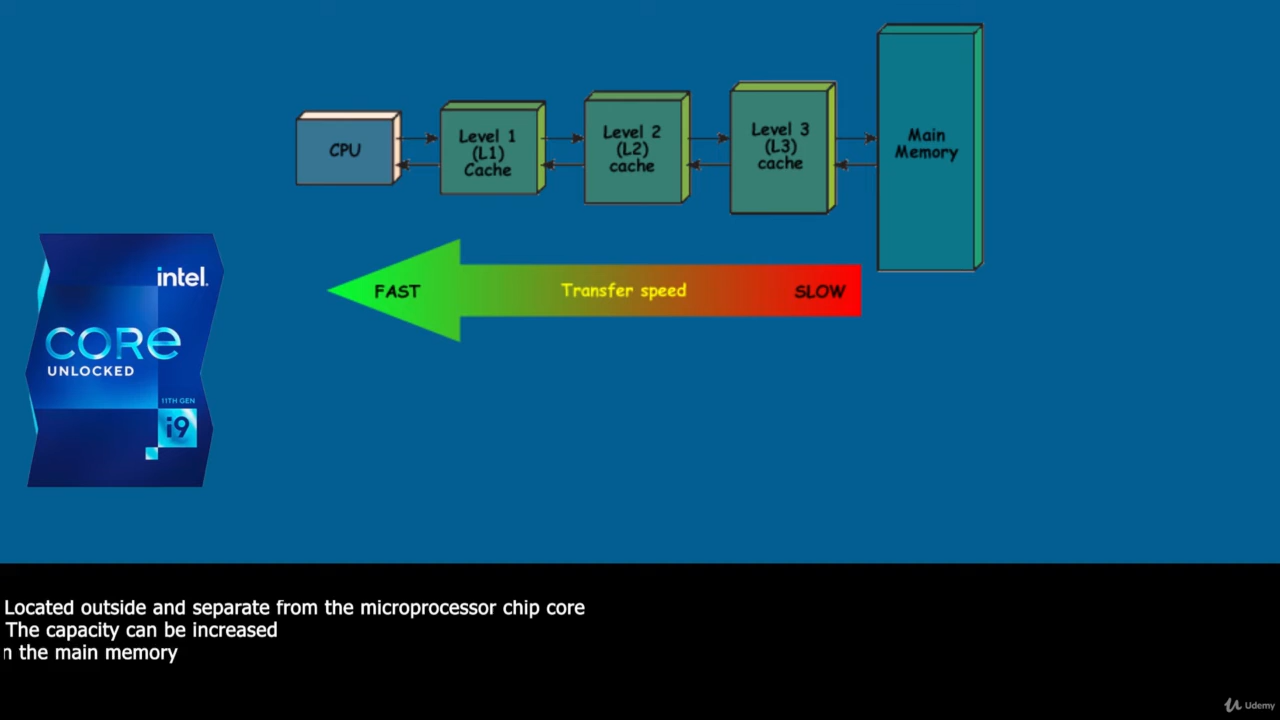 CPU
Level 1
(L1)
Cache
Level 2
(L2)
cache
Level 3
(L3)
cache
Main
Memory
FAST
Transfer speed
SLOW
intel.
CORE
UNLOCKED
11TH GEN
i9
Located outside and separate from the microprocessor chip core
The capacity can be increased
n the main memory
Udemy